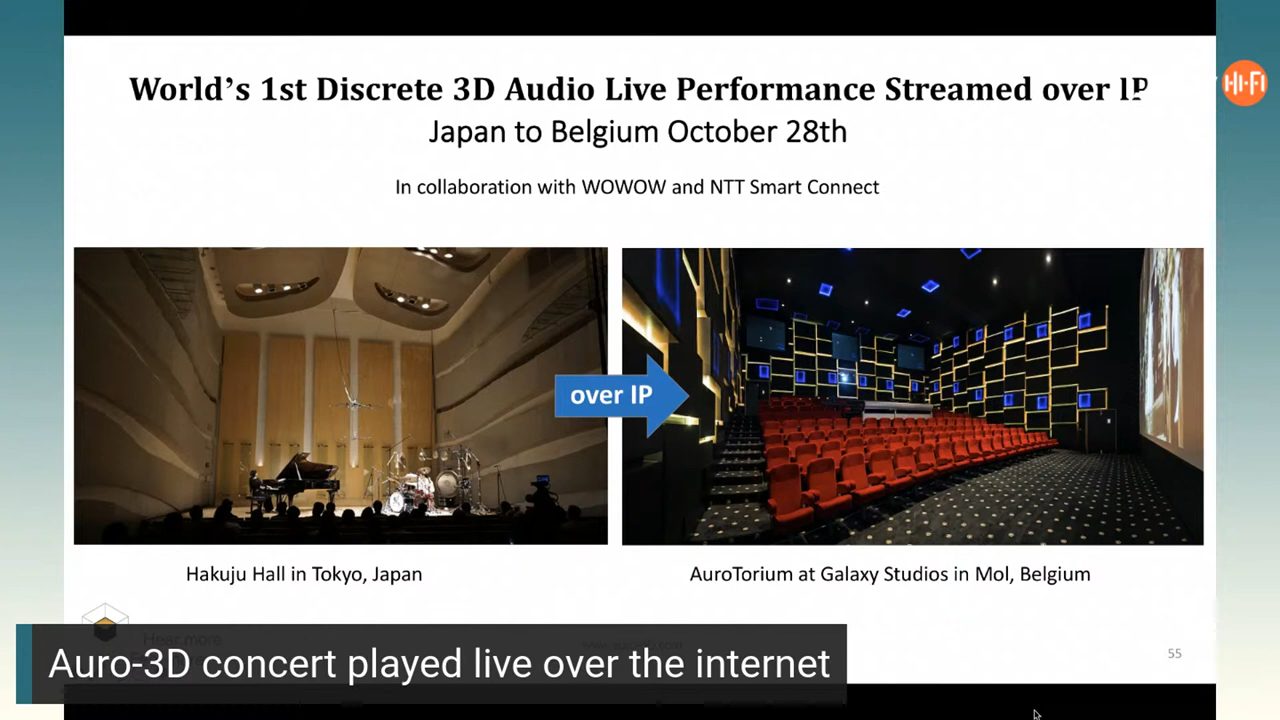 World's 1st Discrete 3D Audio Live Performance Streamed over IP
HI-FI
Japan to Belgium October 28th
In collaboration with WOWOW and NTT Smart Connect
over IP
Hakuju Hall in Tokyo, Japan
AuroTorium at Galaxy Studios in Mol, Belgium
Hear more
55
Auro-3D concert played live over the internet